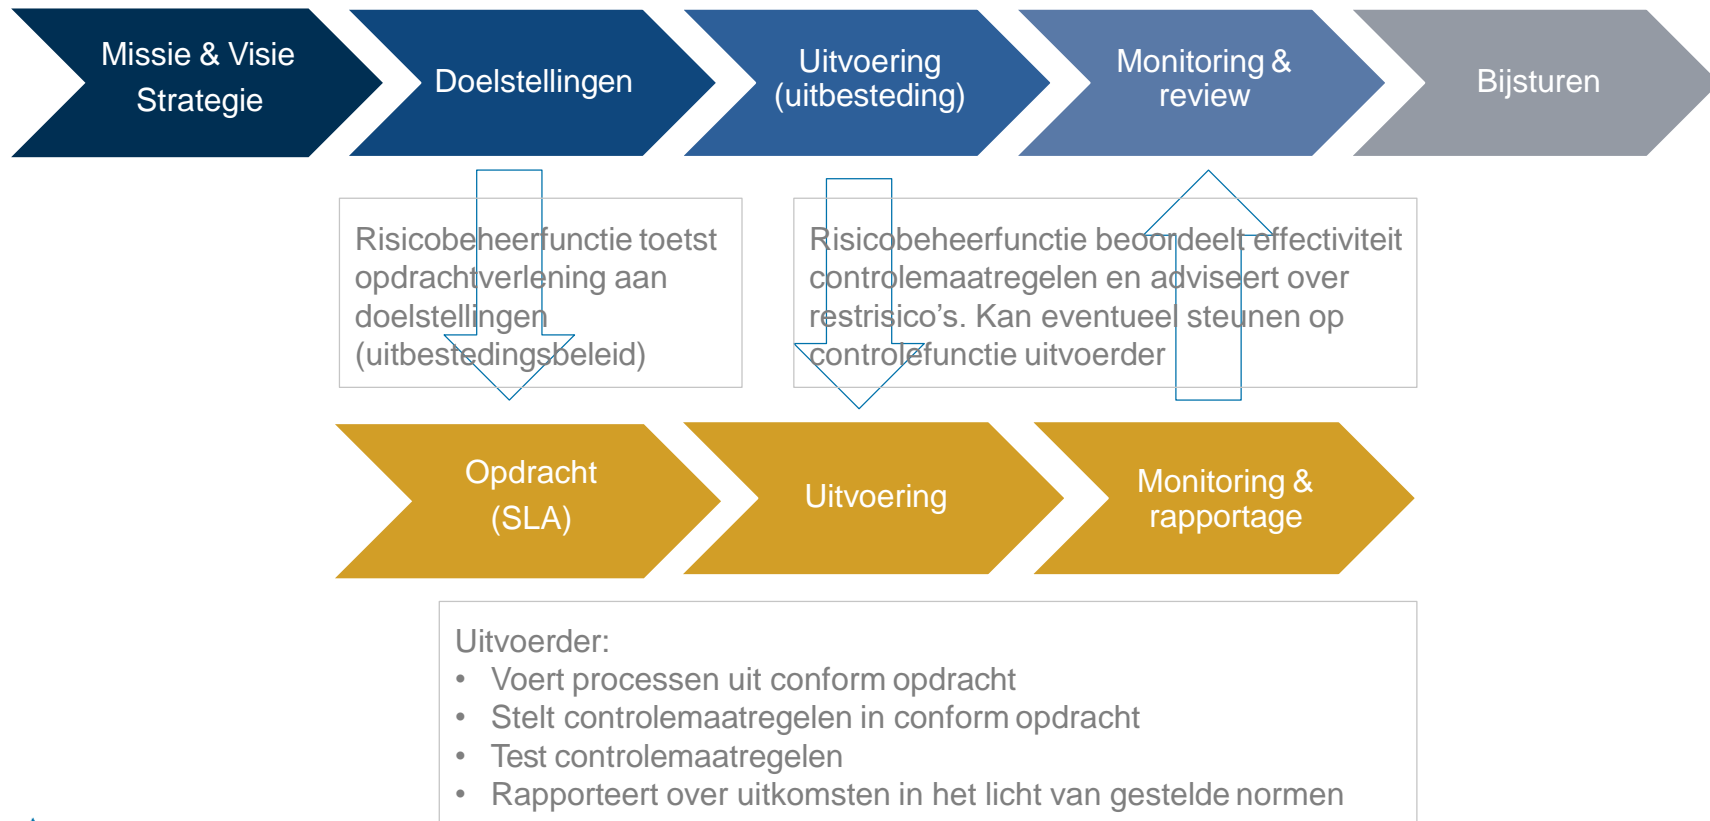 Missie & Visie
Strategie
Doelstellingen
Uitvoering
(uitbesteding)
Monitoring &
review
Bijsturen
Risicobeheerfunctie toetst
opdrachtverlening aan
doelstellingen
(uitbestedingsbeleid)
Risicobeheerfunctie beoordeelt effectiviteit
controlemaatregelen en adviseert over
restrisico’s. Kan eventueel steunen op
controlefunctie uitvoerder
Opdracht
(SLA)
Uitvoering
Monitoring &
rapportage
Uitvoerder:
• Voert processen uit conform opdracht
• Stelt controlemaatregelen in conform opdracht
• Test controlemaatregelen
• Rapporteert over uitkomsten in het licht van gestelde normen